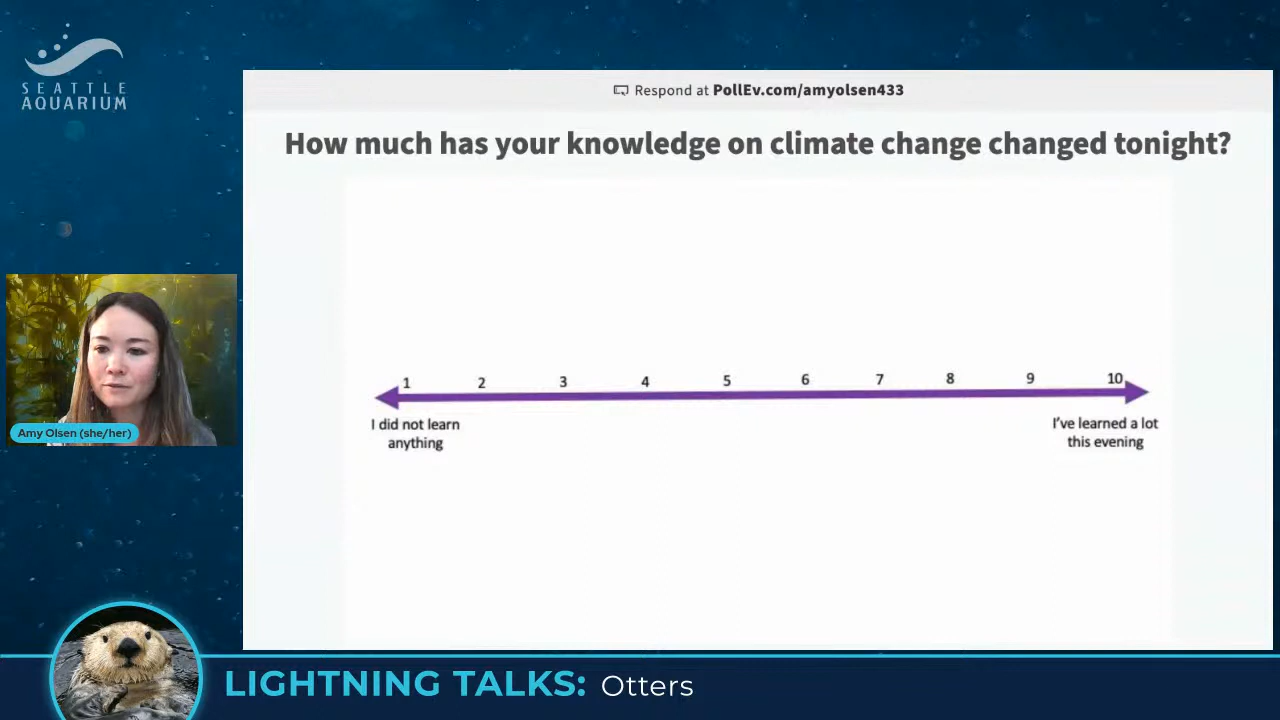 SEATTLE
AQUARIUM
Respond at PollEv.com/amyolsen433
How much has your knowledge on climate change changed tonight?
1 2 3 4 5 6 7 8 9 10
I did not learn
anything
I've learned a lot
this evening
Amy Olsen (she/her)
LIGHTNING TALKS: Otters